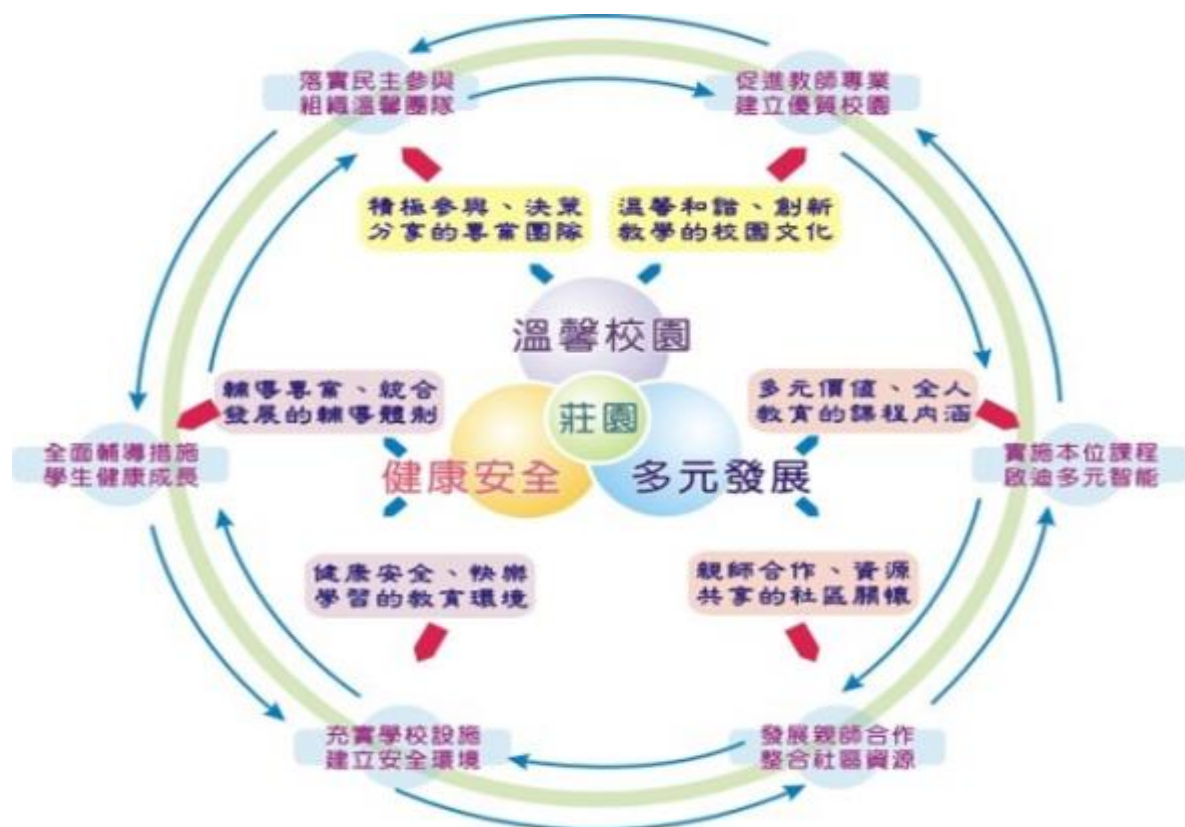 落實民主參與
組織溫馨團隊
促進教師專業
建立優質校園
積極參與、決策
分享的專業團隊
溫馨和諧、創新
教學的校園文化
溫馨校園
莊園
健康安全
多元發展
輔導專業、統合
發展的輔導體制
多元價值、全人
教育的課程內涵
全面輔導措施
學生健康成長
實施本位課程
啟迪多元智能
健康安全、快樂
學習的教育環境
親師合作、資源
共享的社區關懷
充實學校設施
建立安全環境
發展親師合作
整合社區資源